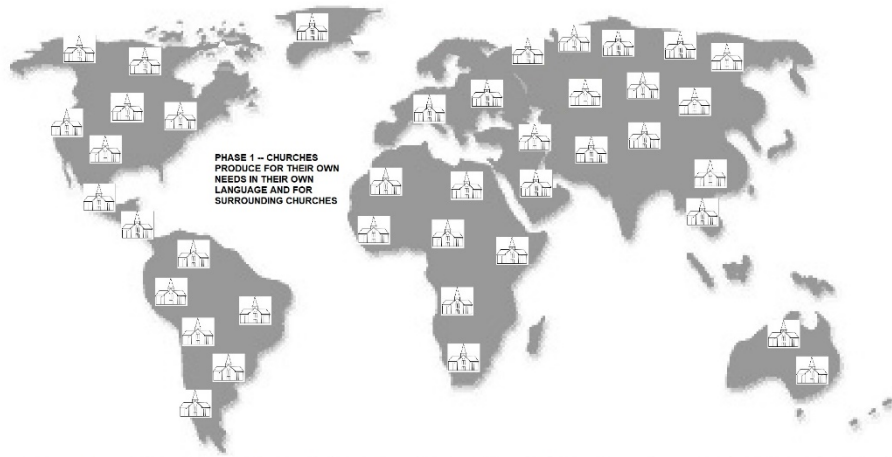 PHASE 1 -- CHURCHES
PRODUCE FOR THEIR OWN
NEEDS IN THEIR OWN
LANGUAGE AND FOR
SURROUNDING CHURCHES